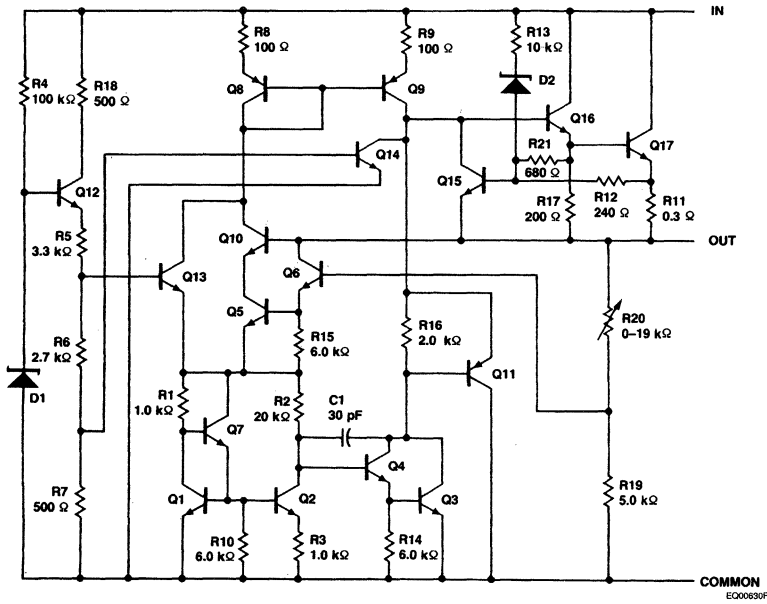 IN
R8
100 Ω
R9
100 Ω
R13
10 kΩ
R4
100 kΩ
R18
500 Ω
D2
Q8
Q9
Q16
Q17
R21
680 Ω
Q14
Q15
Q12
R12
240 Ω
R17
200 Ω
R11
0.3 Ω
R5
3.3 kΩ
Q10
OUT
Q13
Q6
Q5
R20
0–19 kΩ
R6
2.7 kΩ
R15
6.0 kΩ
R16
2.0 kΩ
Q11
D1
R1
1.0 kΩ
R2
20 kΩ
C1
30 pF
Q7
Q4
R7
500 Ω
Q1
Q2
Q3
R19
5.0 kΩ
R10
6.0 kΩ
R3
1.0 kΩ
R14
6.0 kΩ
COMMON
EQ00630F